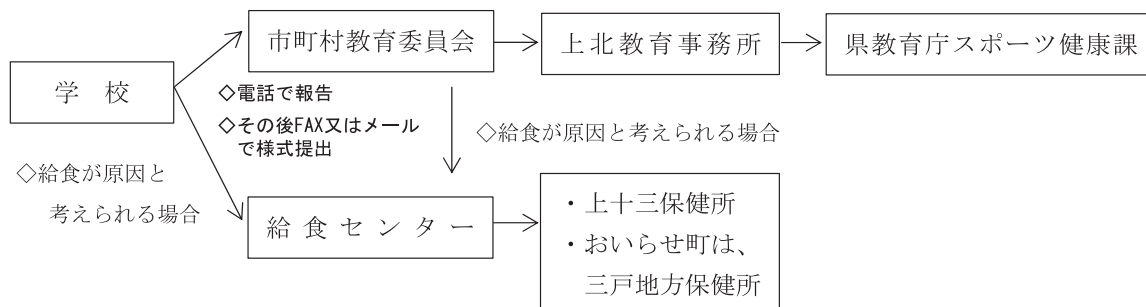 市町村教育委員会
上北教育事務所
県教育庁スポーツ健康課
学 校
◇電話で報告
◇その後FAX又はメール
で様式提出
◇給食が原因と考えられる場合
◇給食が原因と
考えられる場合
給 食 セ ン タ ー
・上十三保健所
・おいらせ町は、
三戸地方保健所